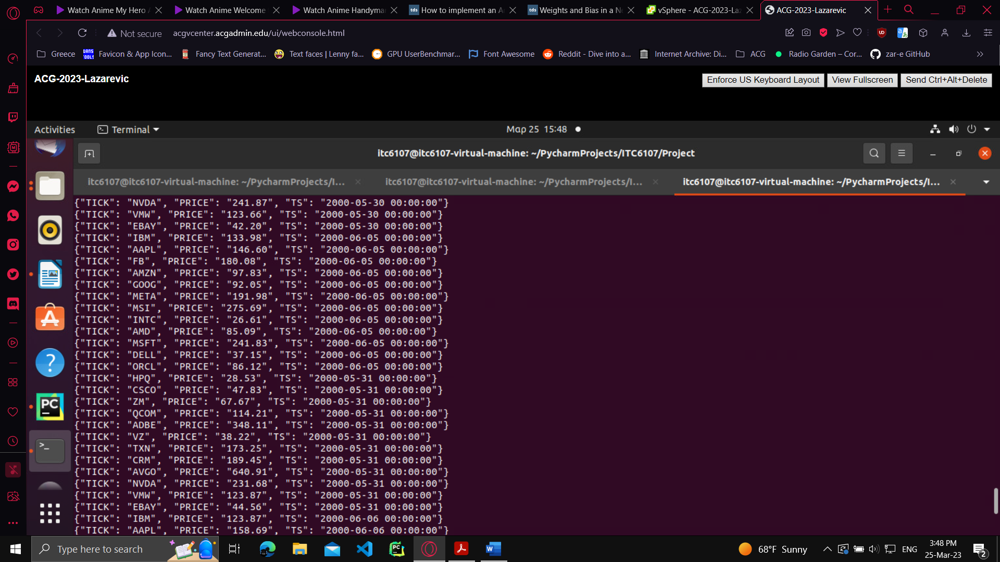 Watch Anime My Hero A
Watch Anime Welcome
Watch Anime Handyma
How to implement an A
Weights and Bias in a Ne
vSphere - ACG-2023-Laz
ACG-2023-Lazarevic
Not secure
acgvcenter.acgadmin.edu/ui/webconsole.html
Greece
Favicon & App Icon...
Fancy Text Generat...
Text faces | Lenny fa...
GPU UserBenchmar...
Font Awesome
Reddit - Dive into a...
Internet Archive: Di...
ACG
Radio Garden – Cor...
zar-e GitHub
ACG-2023-Lazarevic
Enforce US Keyboard Layout
View Fullscreen
Send Ctrl+Alt+Delete
Activities
Terminal
Μαρ 25 15:48
itc6107@itc6107-virtual-machine: ~/PycharmProjects/ITC6107/Project
itc6107@itc6107-virtual-machine: ~/PycharmProjects/I...
itc6107@itc6107-virtual-machine: ~/PycharmProjects/I...
itc6107@itc6107-virtual-machine: ~/PycharmProjects/I...
{"TICK": "NVDA", "PRICE": "241.87", "TS": "2000-05-30 00:00:00"}
{"TICK": "VMW", "PRICE": "123.66", "TS": "2000-05-30 00:00:00"}
{"TICK": "EBAY", "PRICE": "42.20", "TS": "2000-05-30 00:00:00"}
{"TICK": "IBM", "PRICE": "133.98", "TS": "2000-06-05 00:00:00"}
{"TICK": "AAPL", "PRICE": "146.60", "TS": "2000-06-05 00:00:00"}
{"TICK": "FB", "PRICE": "180.08", "TS": "2000-06-05 00:00:00"}
{"TICK": "AMZN", "PRICE": "97.83", "TS": "2000-06-05 00:00:00"}
{"TICK": "GOOG", "PRICE": "92.05", "TS": "2000-06-05 00:00:00"}
{"TICK": "META", "PRICE": "191.98", "TS": "2000-06-05 00:00:00"}
{"TICK": "MSI", "PRICE": "275.69", "TS": "2000-06-05 00:00:00"}
{"TICK": "INTC", "PRICE": "26.61", "TS": "2000-06-05 00:00:00"}
{"TICK": "AMD", "PRICE": "85.09", "TS": "2000-06-05 00:00:00"}
{"TICK": "MSFT", "PRICE": "241.83", "TS": "2000-06-05 00:00:00"}
{"TICK": "DELL", "PRICE": "37.15", "TS": "2000-06-05 00:00:00"}
{"TICK": "ORCL", "PRICE": "86.12", "TS": "2000-06-05 00:00:00"}
{"TICK": "HPQ", "PRICE": "28.53", "TS": "2000-05-31 00:00:00"}
{"TICK": "CSCO", "PRICE": "47.83", "TS": "2000-05-31 00:00:00"}
{"TICK": "ZM", "PRICE": "67.67", "TS": "2000-05-31 00:00:00"}
{"TICK": "QCOM", "PRICE": "114.21", "TS": "2000-05-31 00:00:00"}
{"TICK": "ADBE", "PRICE": "348.11", "TS": "2000-05-31 00:00:00"}
{"TICK": "VZ", "PRICE": "38.22", "TS": "2000-05-31 00:00:00"}
{"TICK": "TXN", "PRICE": "173.25", "TS": "2000-05-31 00:00:00"}
{"TICK": "CRM", "PRICE": "189.45", "TS": "2000-05-31 00:00:00"}
{"TICK": "AVGO", "PRICE": "640.91", "TS": "2000-05-31 00:00:00"}
{"TICK": "NVDA", "PRICE": "231.68", "TS": "2000-05-31 00:00:00"}
{"TICK": "VMW", "PRICE": "123.87", "TS": "2000-05-31 00:00:00"}
{"TICK": "EBAY", "PRICE": "44.56", "TS": "2000-05-31 00:00:00"}
{"TICK": "IBM", "PRICE": "123.87", "TS": "2000-06-06 00:00:00"}
{"TICK": "AAPL", "PRICE": "158.69", "TS": "2000-06-06 00:00:00"}
Type here to search
68°F Sunny
ENG
3:48 PM
25-Mar-23
2